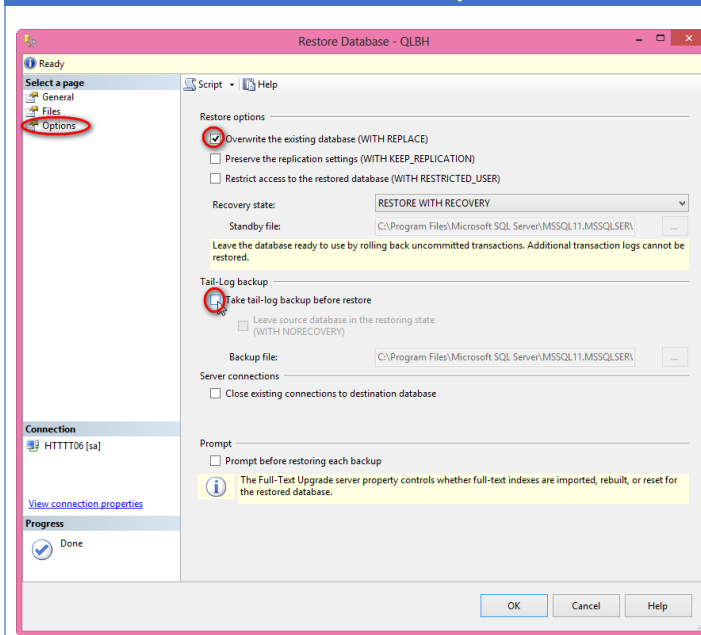 Restore Database - QLBH
Ready
Select a page
General
Files
Options
Script
Help
Restore options
Overwrite the existing database (WITH REPLACE)
Preserve the replication settings (WITH KEEP_REPLICATION)
Restrict access to the restored database (WITH RESTRICTED_USER)
Recovery state:
RESTORE WITH RECOVERY
Standby file:
C:\Program Files\Microsoft SQL Server\MSSQL11.MSSQLSER\
...
Leave the database ready to use by rolling back uncommitted transactions. Additional transaction logs cannot be
restored.
Tail-Log backup
Take tail-log backup before restore
Leave source database in the restoring state
(WITH NORECOVERY)
Backup file:
C:\Program Files\Microsoft SQL Server\MSSQL11.MSSQLSER\
...
Server connections
Close existing connections to destination database
Connection
HTTTT06 [sa]
View connection properties
Progress
Done
Prompt
Prompt before restoring each backup
The Full-Text Upgrade server property controls whether full-text indexes are imported, rebuilt, or reset for
the restored database.
OK
Cancel
Help